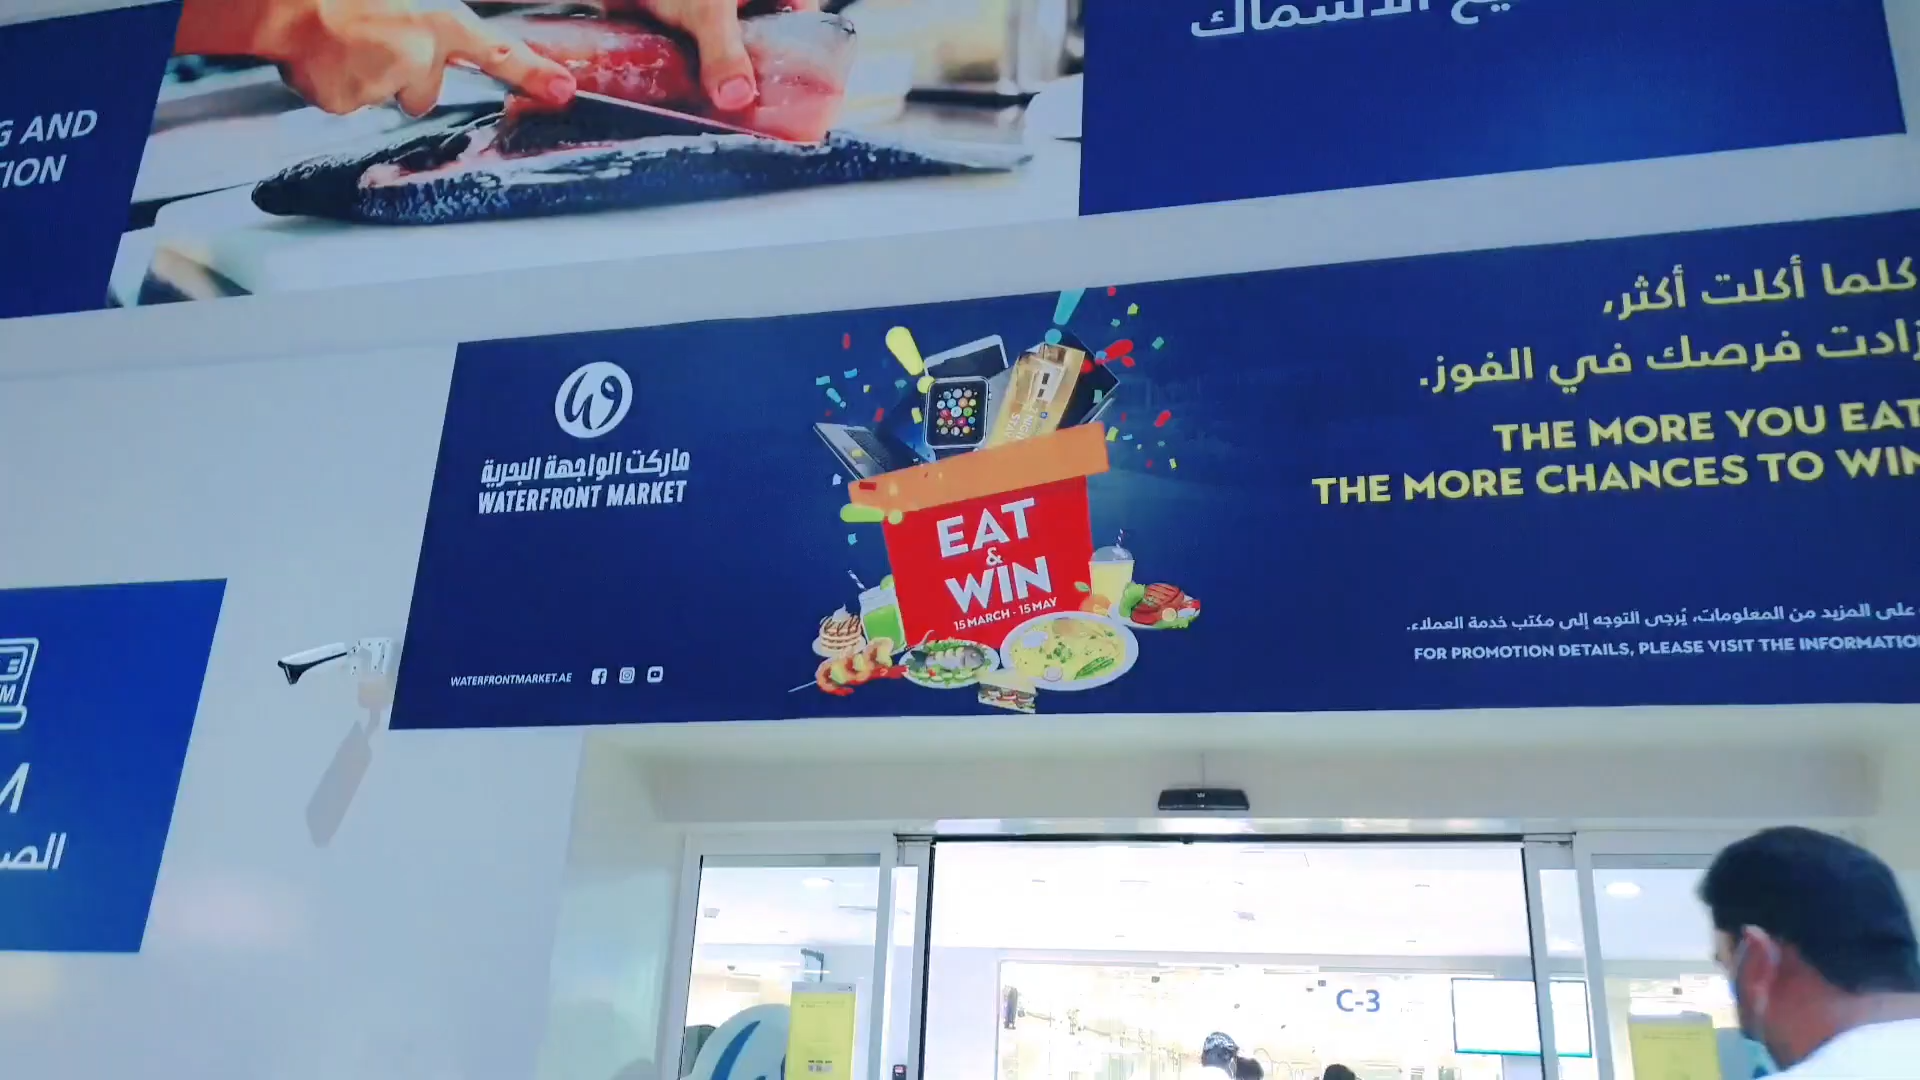 AND
الأسماك
ماركت الواجهة البحرية
WATERFRONT MARKET
WATERFRONTMARKET.AE
EAT
&
WIN
15 MARCH - 15 MAY
كلما أكلت أكثر،
زادت فرصك في الفوز.
THE MORE YOU EAT
THE MORE CHANCES TO WIN
على المزيد من المعلومات، يُرجى التوجه إلى مكتب خدمة العملاء.
FOR PROMOTION DETAILS, PLEASE VISIT THE INFORMATION
C-3